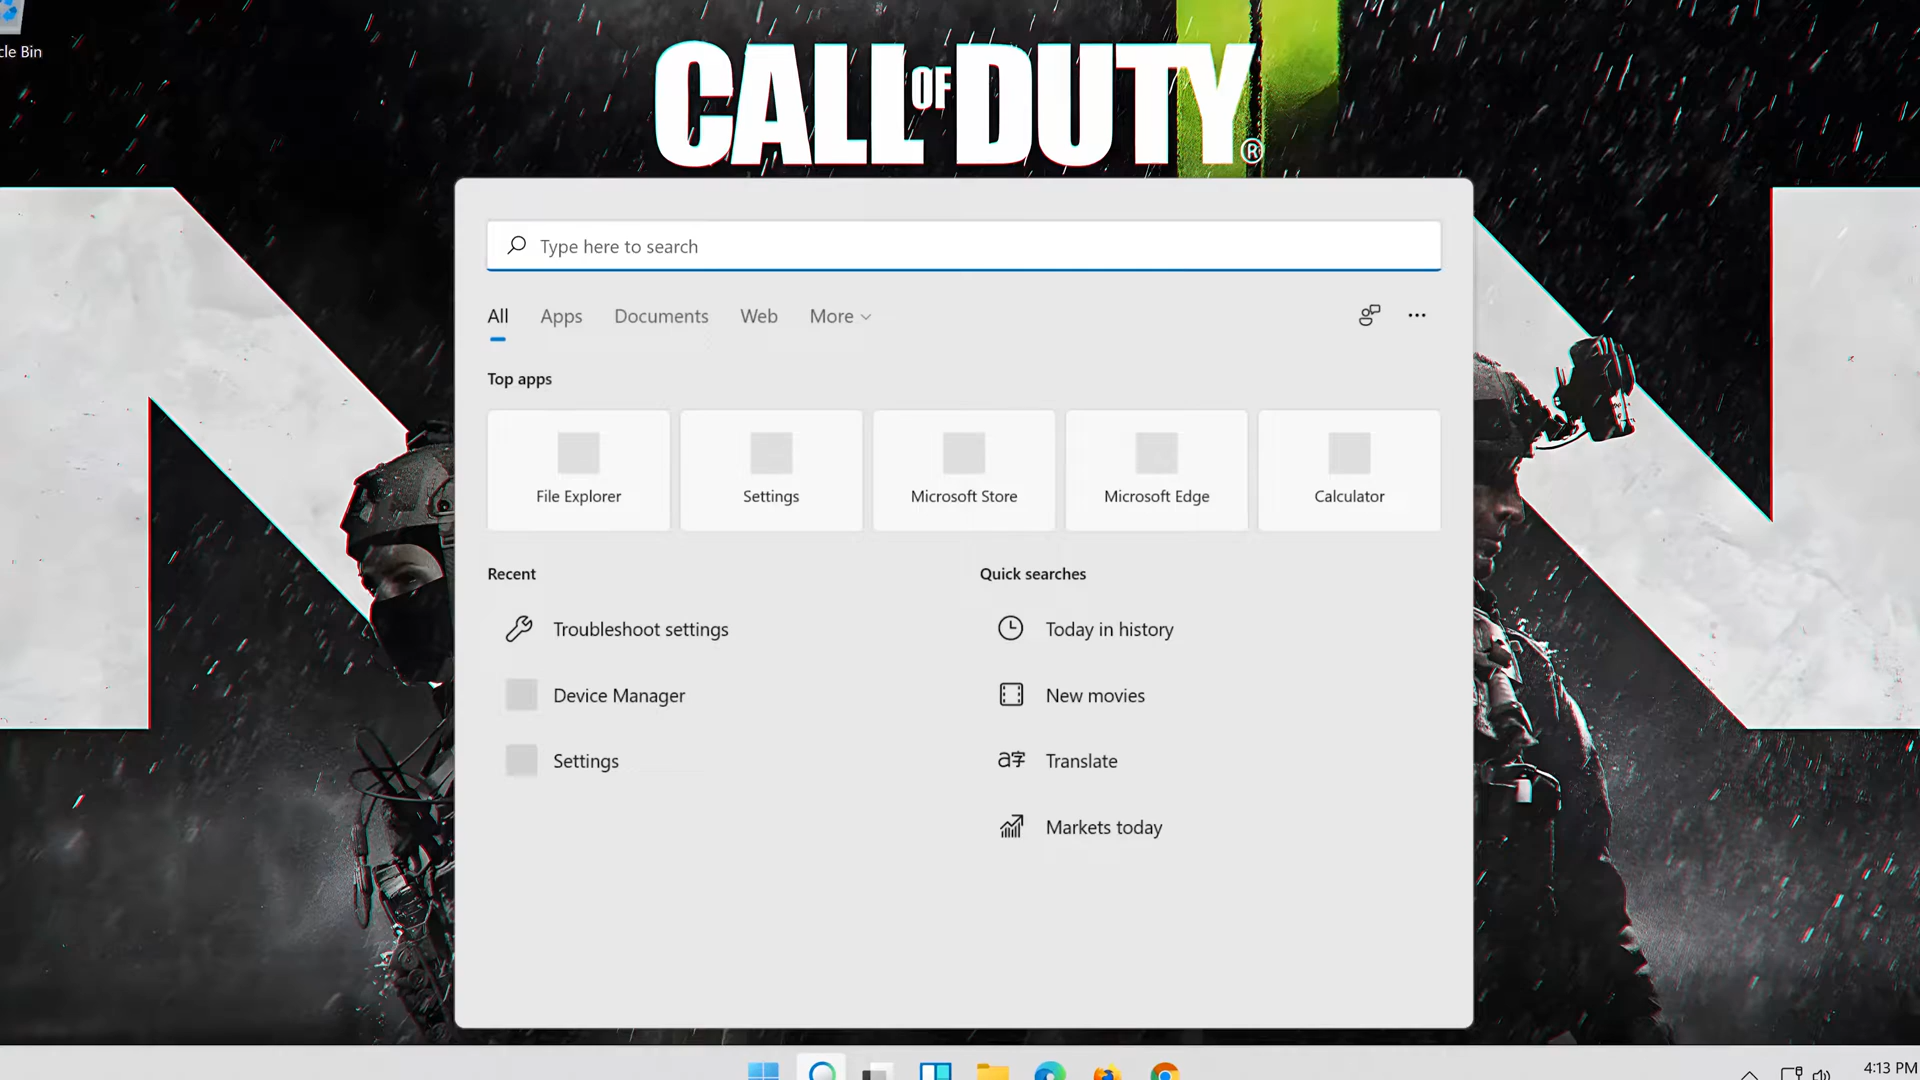 cle Bin
CALL OF DUTY®
Type here to search
All Apps Documents Web More
Top apps
File Explorer Settings Microsoft Store Microsoft Edge Calculator
Recent
Troubleshoot settings
Device Manager
Settings
Quick searches
Today in history
New movies
Translate
Markets today
4:13 PM